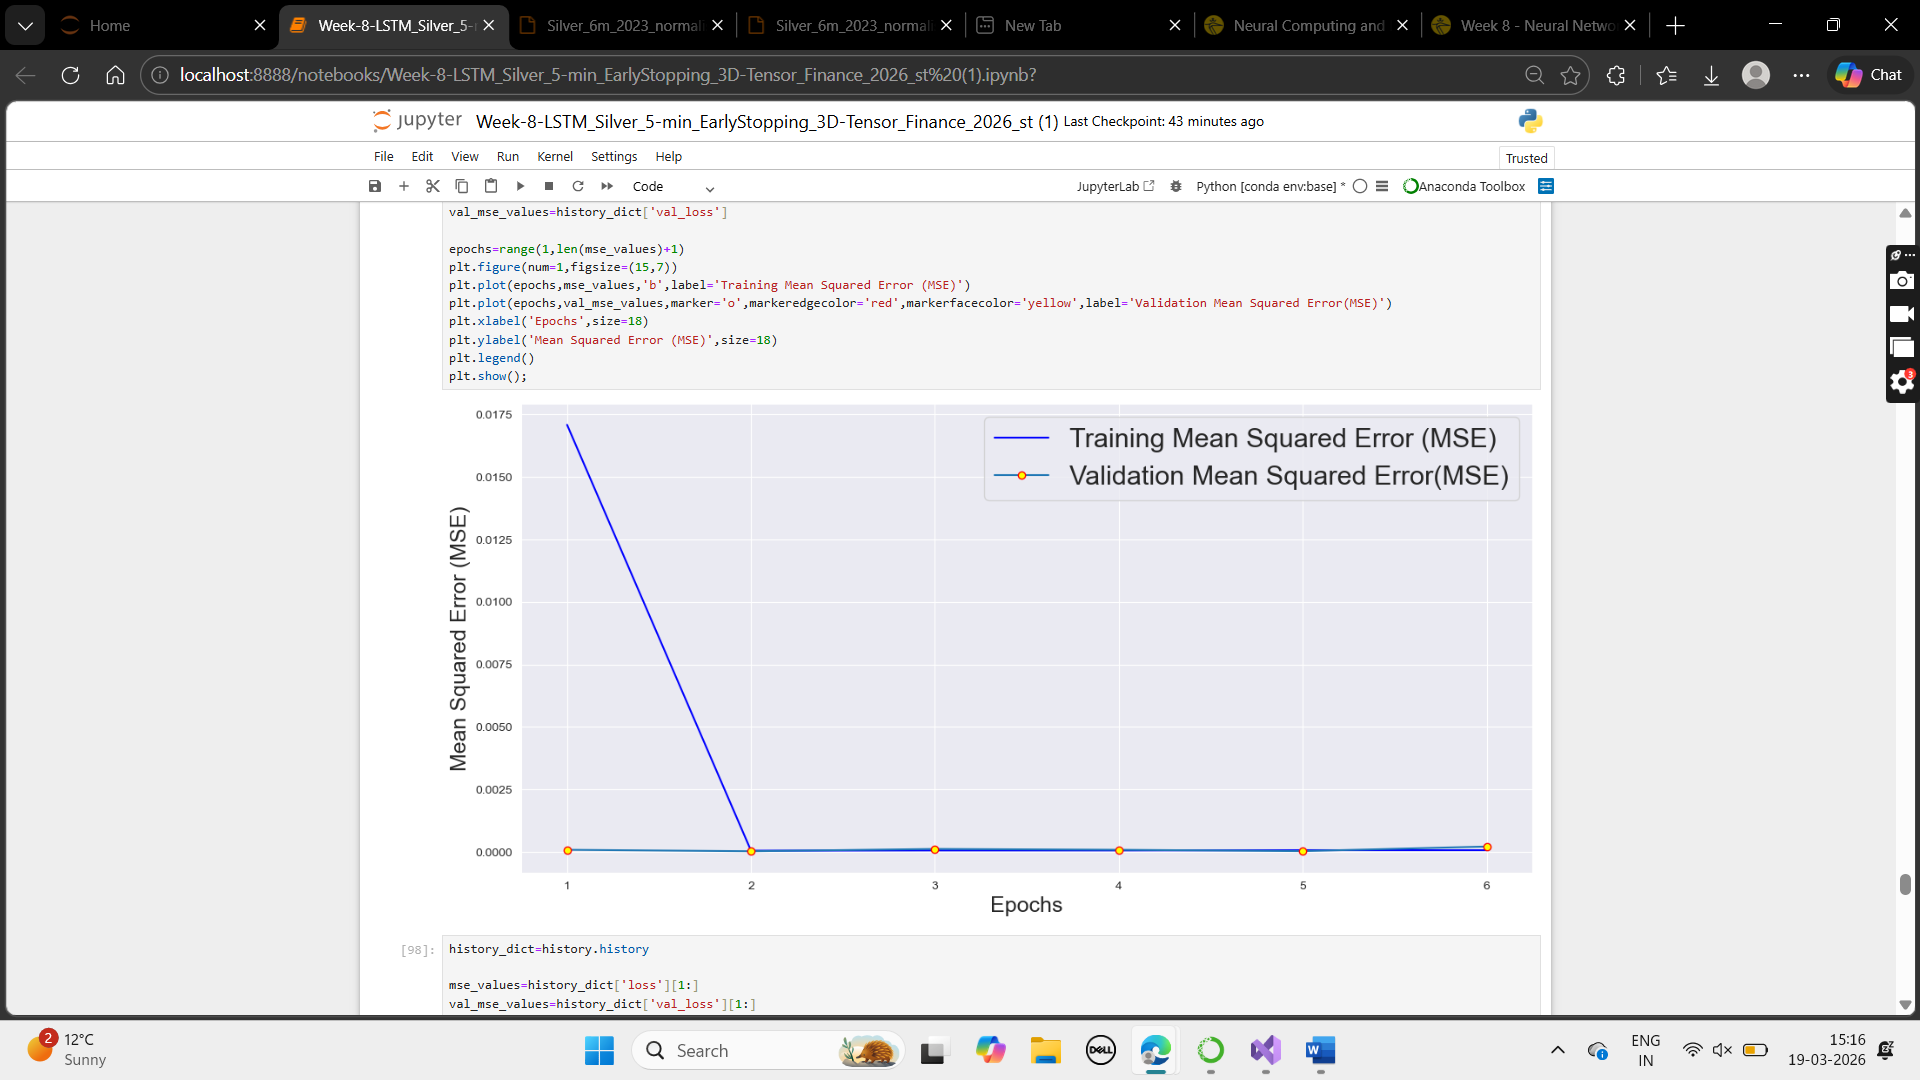 Home
Week-8-LSTM_Silver_5-
Silver_6m_2023_normali
Silver_6m_2023_normali
New Tab
Neural Computing and
Week 8 - Neural Netwo
localhost:8888/notebooks/Week-8-LSTM_Silver_5-min_EarlyStopping_3D-Tensor_Finance_2026_st%20(1).ipynb?
Chat
jupyter Week-8-LSTM_Silver_5-min_EarlyStopping_3D-Tensor_Finance_2026_st (1) Last Checkpoint: 43 minutes ago
File Edit View Run Kernel Settings Help
Trusted
Code
JupyterLab
Python [conda env:base] *
Anaconda Toolbox
val_mse_values=history_dict['val_loss']
epochs=range(1,len(mse_values)+1)
plt.figure(num=1,figsize=(15,7))
plt.plot(epochs,mse_values,'b',label='Training Mean Squared Error (MSE)')
plt.plot(epochs,val_mse_values,marker='o',markeredgecolor='red',markerfacecolor='yellow',label='Validation Mean Squared Error(MSE)')
plt.xlabel('Epochs',size=18)
plt.ylabel('Mean Squared Error (MSE)',size=18)
plt.legend()
plt.show();
3
Training Mean Squared Error (MSE)
Validation Mean Squared Error(MSE)
Mean Squared Error (MSE)
0.0175
0.0150
0.0125
0.0100
0.0075
0.0050
0.0025
0.0000
1 2 3 4 5 6
Epochs
[98]:
history_dict=history.history
mse_values=history_dict['loss'][1:]
val_mse_values=history_dict['val_loss'][1:]
2
12°C
Sunny
Search
DELL
W
ENG
IN
15:16
19-03-2026